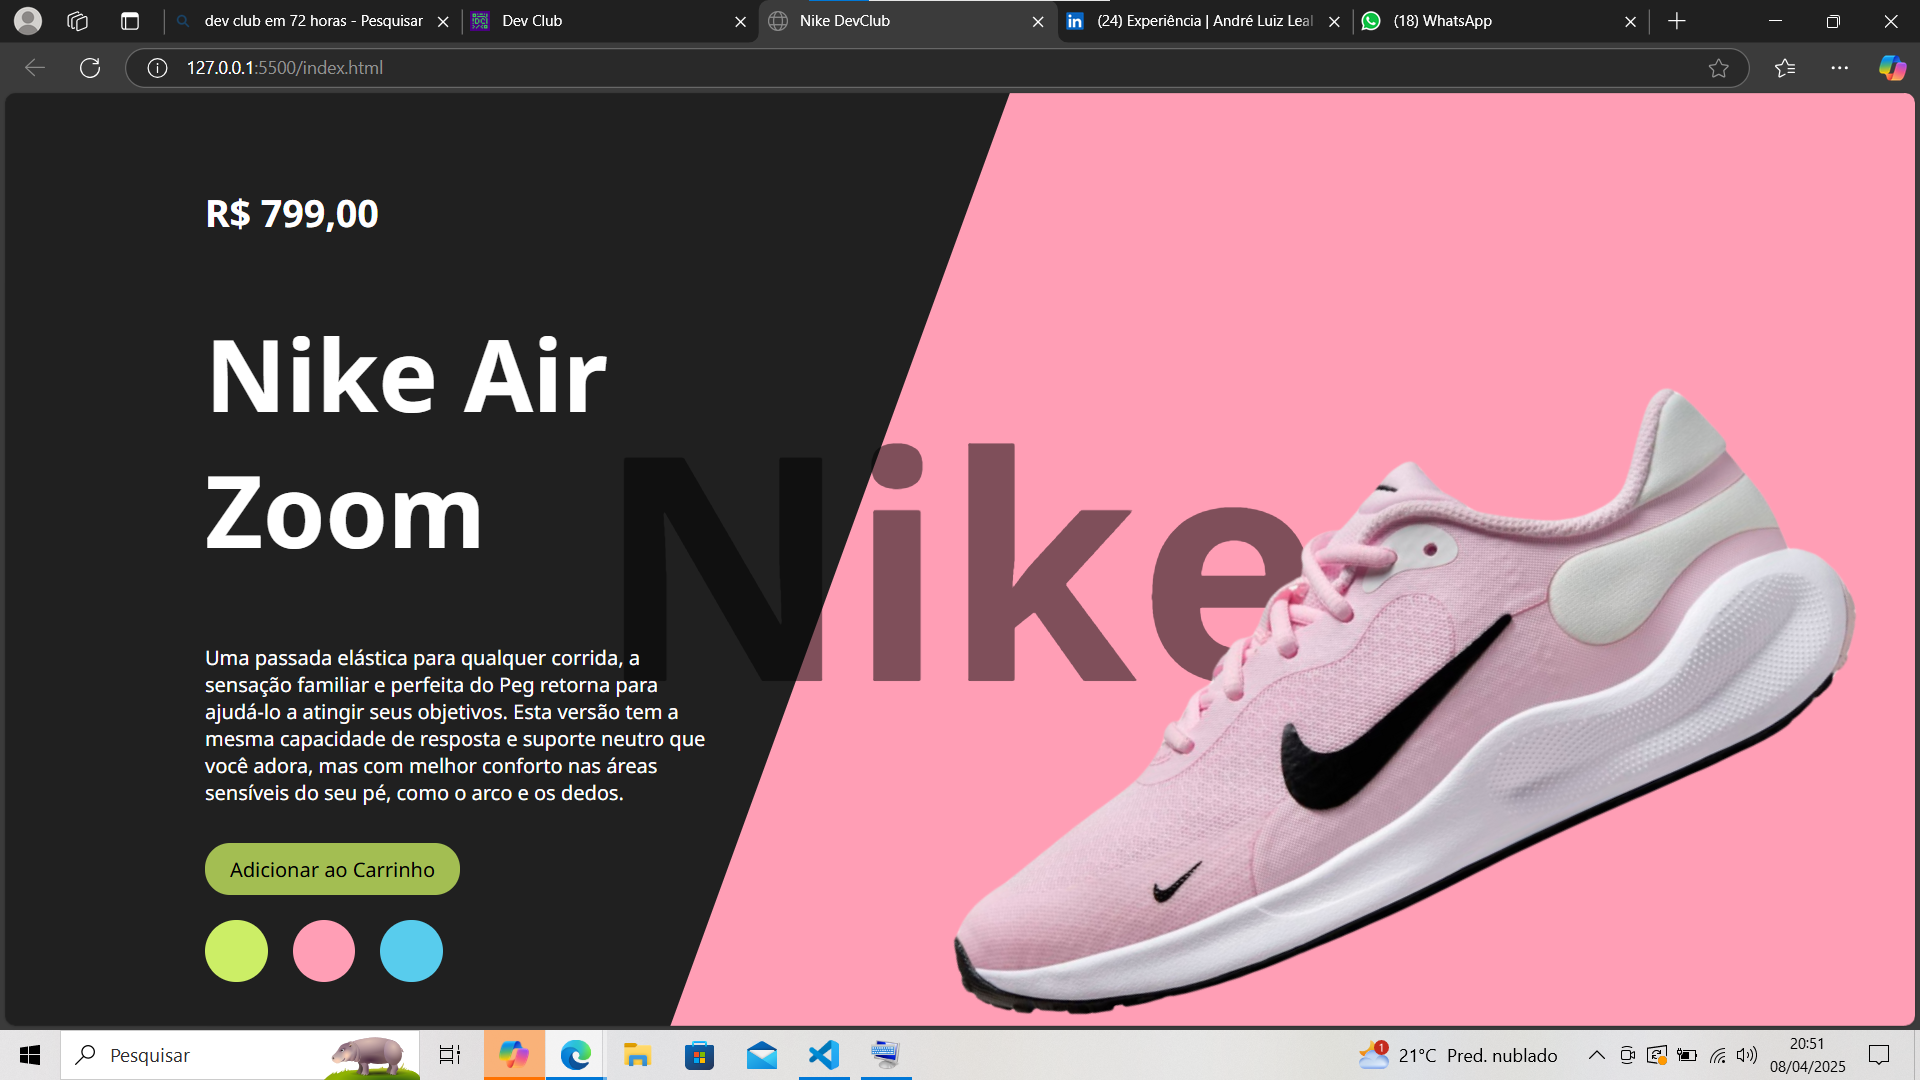 dev club em 72 horas - Pesquisar
Dev Club
Nike DevClub
(24) Experiência | André Luiz Leal
(18) WhatsApp
127.0.0.1:5500/index.html
R$ 799,00
Nike Air
Zoom
Nike
Uma passada elástica para qualquer corrida, a
sensação familiar e perfeita do Peg retorna para
ajudá-lo a atingir seus objetivos. Esta versão tem a
mesma capacidade de resposta e suporte neutro que
você adora, mas com melhor conforto nas áreas
sensíveis do seu pé, como o arco e os dedos.
Adicionar ao Carrinho
Pesquisar
1
21°C Pred. nublado
20:51
08/04/2025